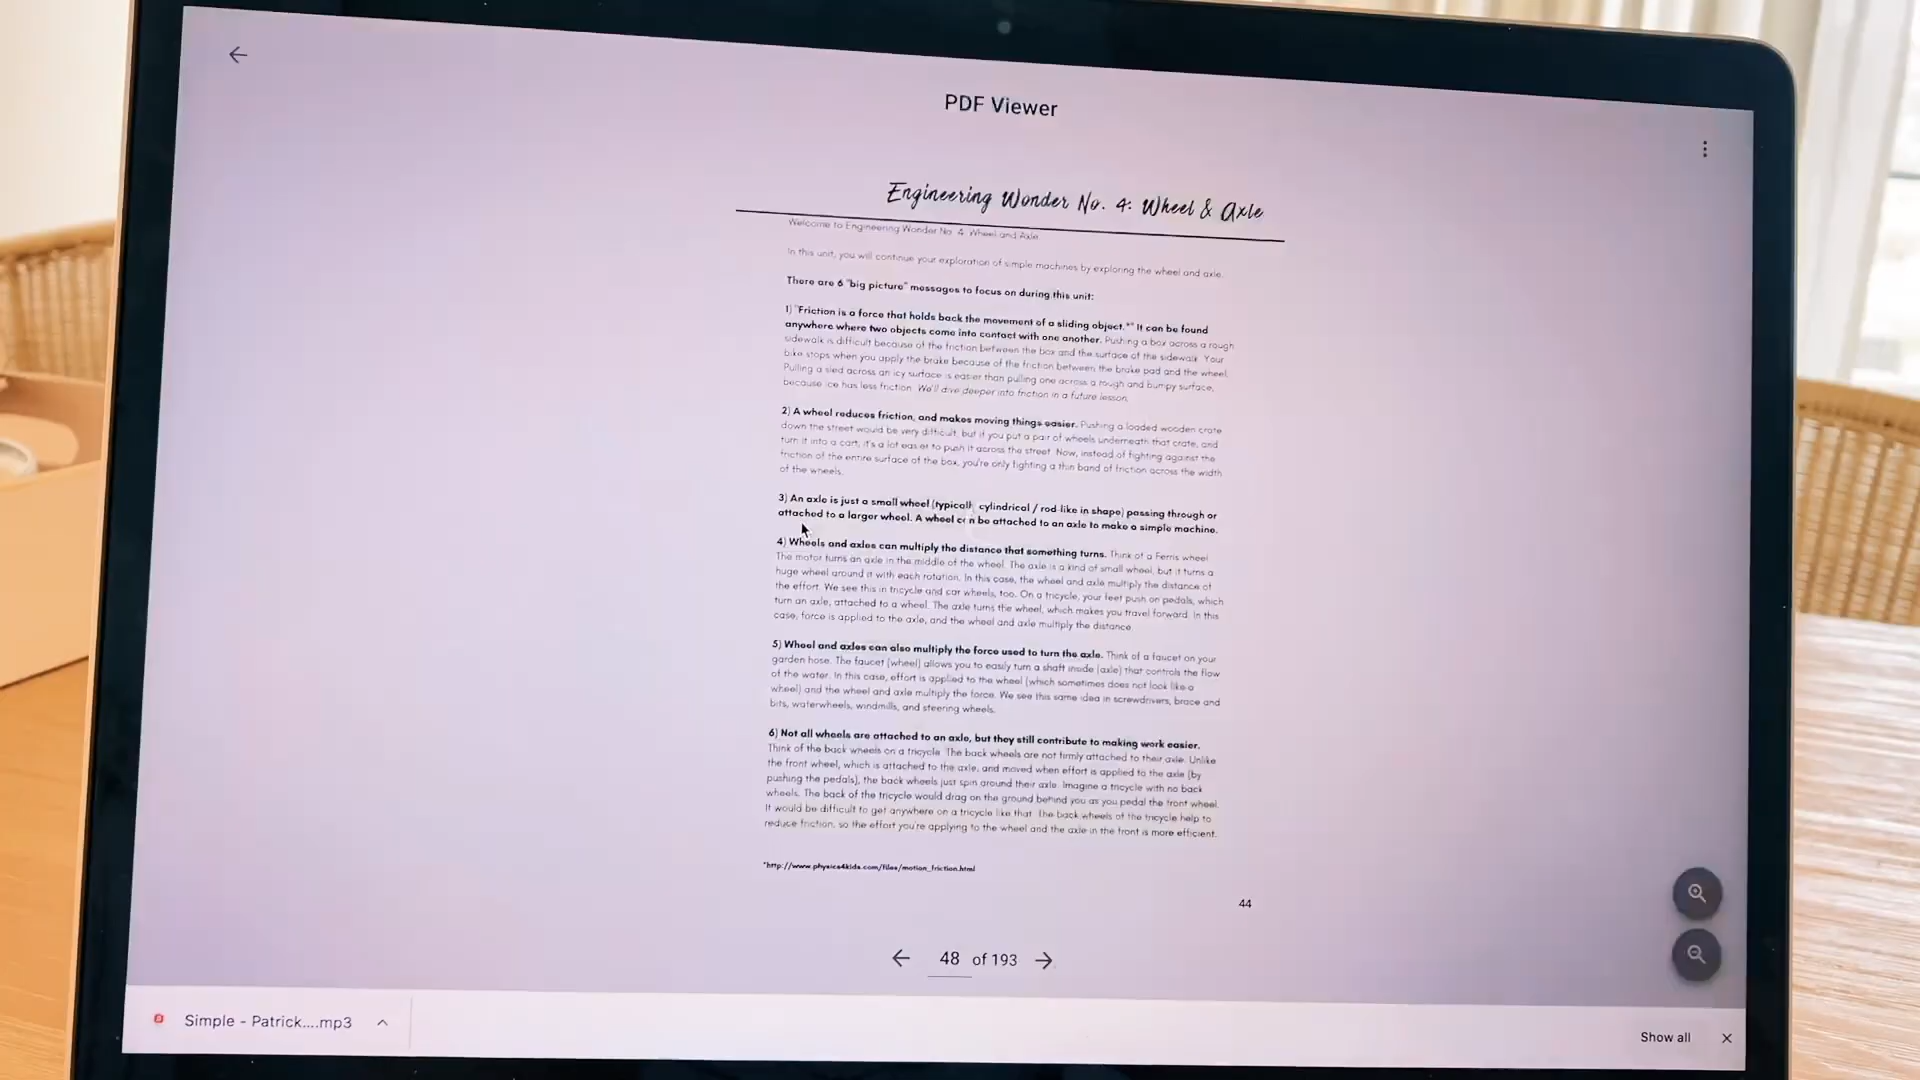 PDF Viewer
Engineering Wonder No. 4: Wheel & Axle
Welcome to Engineering Wonder No. 4: Wheel and Axle.
In this unit, you will continue your exploration of simple machines by exploring the wheel and axle.
There are 6 "big picture" messages to focus on during this unit:
1) "Friction is a force that holds back the movement of a sliding object."* It can be found
anywhere where two objects come into contact with one another. Pushing a box across a rough
sidewalk is difficult because of the friction between the box and the surface of the sidewalk. Your
bike stops when you apply the brake because of the friction between the brake pad and the wheel.
Pulling a sled across an icy surface is easier than pulling one across a rough and bumpy surface,
because ice has less friction. We'll dive deeper into friction in a future lesson.
2) A wheel reduces friction, and makes moving things easier. Pushing a loaded wooden crate
down the street would be very difficult, but if you put a pair of wheels underneath that crate, and
turn it into a cart, it's a lot easier to push it across the street. Now, instead of fighting against the
friction of the entire surface of the box, you're only fighting a thin band of friction across the width
of the wheels.
3) An axle is just a small wheel (typically cylindrical / rod-like in shape) passing through or
attached to a larger wheel. A wheel can be attached to an axle to make a simple machine.
4) Wheels and axles can multiply the distance that something turns. Think of a Ferris wheel.
The motor turns an axle in the middle of the wheel. The axle is a kind of small wheel, but it turns a
huge wheel around it with each rotation. In this case, the wheel and axle multiply the distance of
the effort. We see this in tricycle and car wheels, too. On a tricycle, your feet push on pedals, which
turn an axle, attached to a wheel. The axle turns the wheel, which makes you travel forward. In this
case, force is applied to the axle, and the wheel and axle multiply the distance.
5) Wheel and axles can also multiply the force used to turn the axle. Think of a faucet on your
garden hose. The faucet (wheel) allows you to easily turn a shaft inside (axle) that controls the flow
of the water. In this case, effort is applied to the wheel (which sometimes does not look like a
wheel) and the wheel and axle multiply the force. We see this same idea in screwdrivers, brace and
bits, waterwheels, windmills, and steering wheels.
6) Not all wheels are attached to an axle, but they still contribute to making work easier.
Think of the back wheels on a tricycle. The back wheels are not firmly attached to their axle. Unlike
the front wheel, which is attached to the axle, and moved when effort is applied to the axle (by
pushing the pedals), the back wheels just spin around their axle. Imagine a tricycle with no back
wheels. The back of the tricycle would drag on the ground behind you as you pedal the front wheel.
It would be difficult to get anywhere on a tricycle like that. The back wheels of the tricycle help to
reduce friction, so the effort you're applying to the wheel and the axle in the front is more efficient.
*http://www.physics4kids.com/files/motion_friction.html
44
48 of 193
Simple - Patrick....mp3
Show all